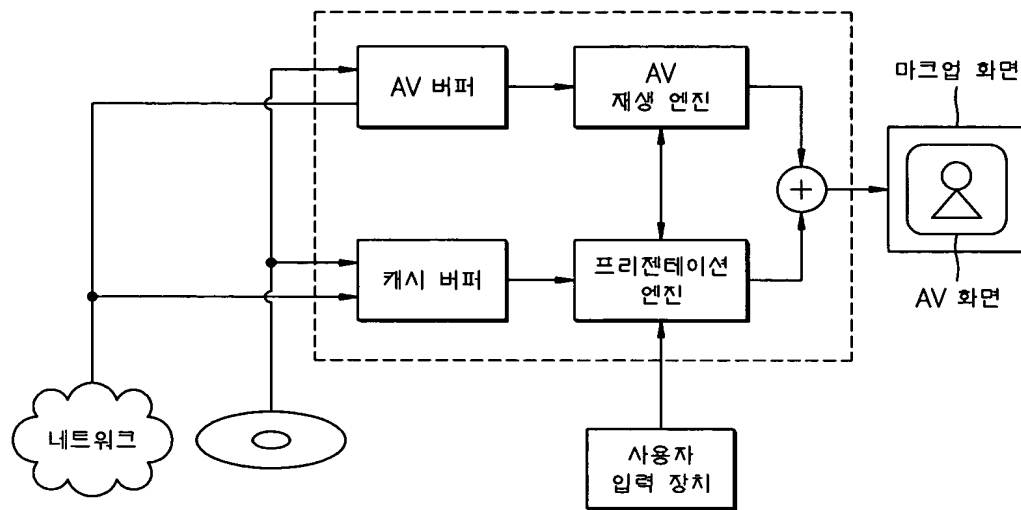 AV 버퍼
AV
재생 엔진
마크업 화면
캐시 버퍼
프리젠테이션
엔진
AV 화면
네트워크
사용자
입력 장치